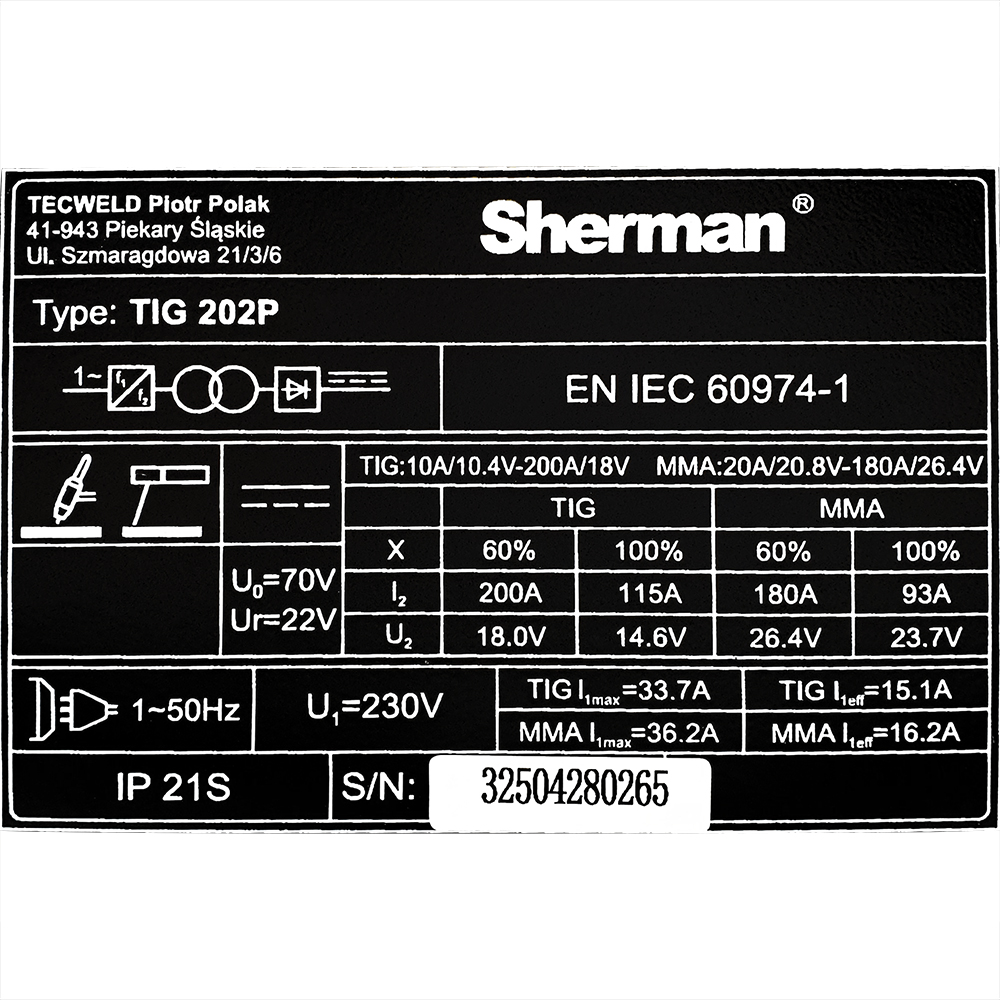 TECWELD Piotr Polak
41-943 Piekary Śląskie
Ul. Szmaragdowa 21/3/6
Sherman®
Type: TIG 202P
1~ f₁ f₂
EN IEC 60974-1
TIG:10A/10.4V-200A/18V MMA:20A/20.8V-180A/26.4V
TIG MMA
X 60% 100% 60% 100%
U₀=70V
Ur=22V
I₂ 200A 115A 180A 93A
U₂ 18.0V 14.6V 26.4V 23.7V
1~50Hz
U₁=230V
TIG I₁max=33.7A TIG I₁eff=15.1A
MMA I₁max=36.2A MMA I₁eff=16.2A
IP 21S
S/N: 32504280265